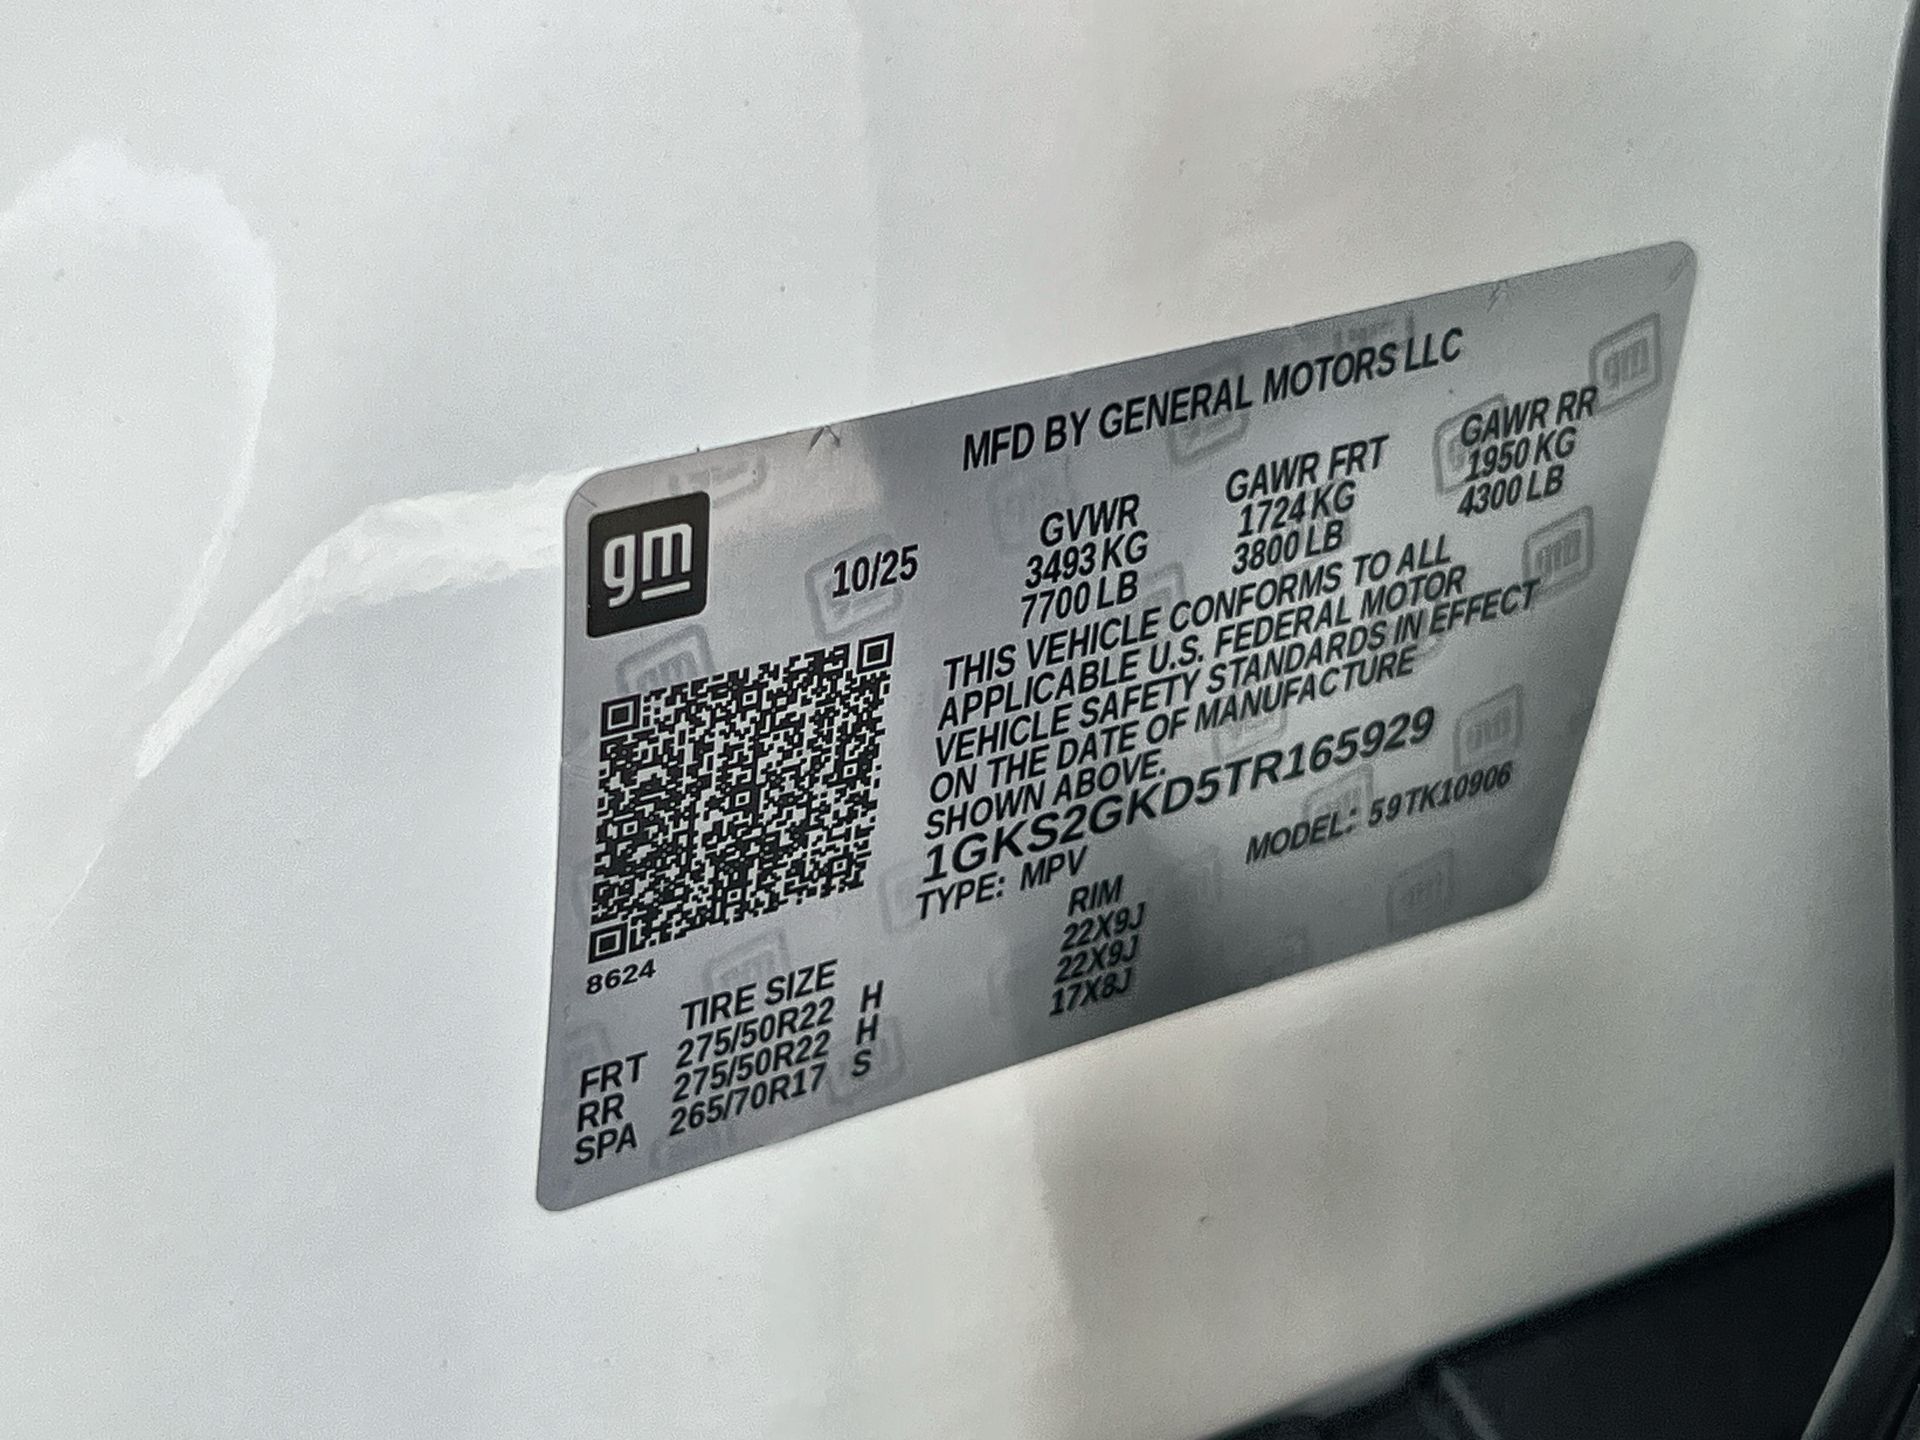 gm
MFD BY GENERAL MOTORS LLC
10/25
GVWR
3493 KG
7700 LB
GAWR FRT
1724 KG
3800 LB
GAWR RR
1950 KG
4300 LB
THIS VEHICLE CONFORMS TO ALL
APPLICABLE U.S. FEDERAL MOTOR
VEHICLE SAFETY STANDARDS IN EFFECT
ON THE DATE OF MANUFACTURE
SHOWN ABOVE.
1GKS2GKD5TR165929
TYPE: MPV
MODEL: 59TK10906
8624
TIRE SIZE RIM
FRT 275/50R22 H 22X9J
RR 275/50R22 H 22X9J
SPA 265/70R17 S 17X8J